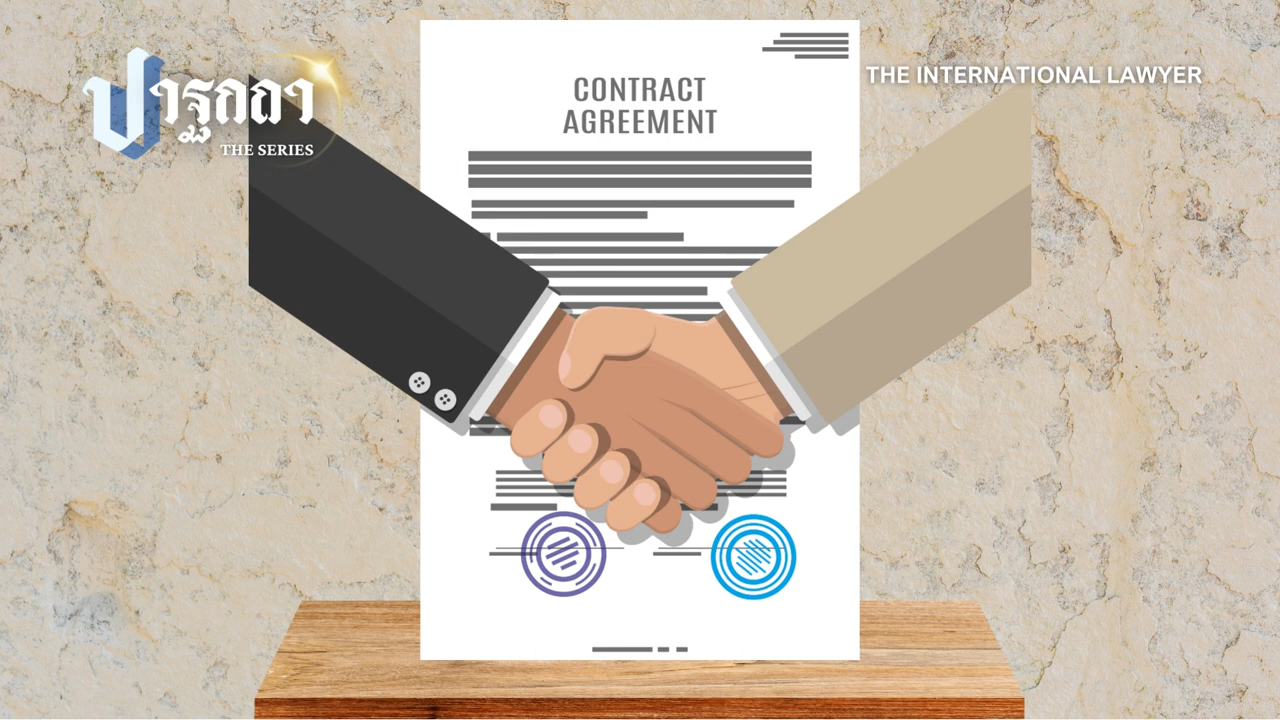 ปาฐกถา
THE SERIES
THE INTERNATIONAL LAWYER
CONTRACT
AGREEMENT